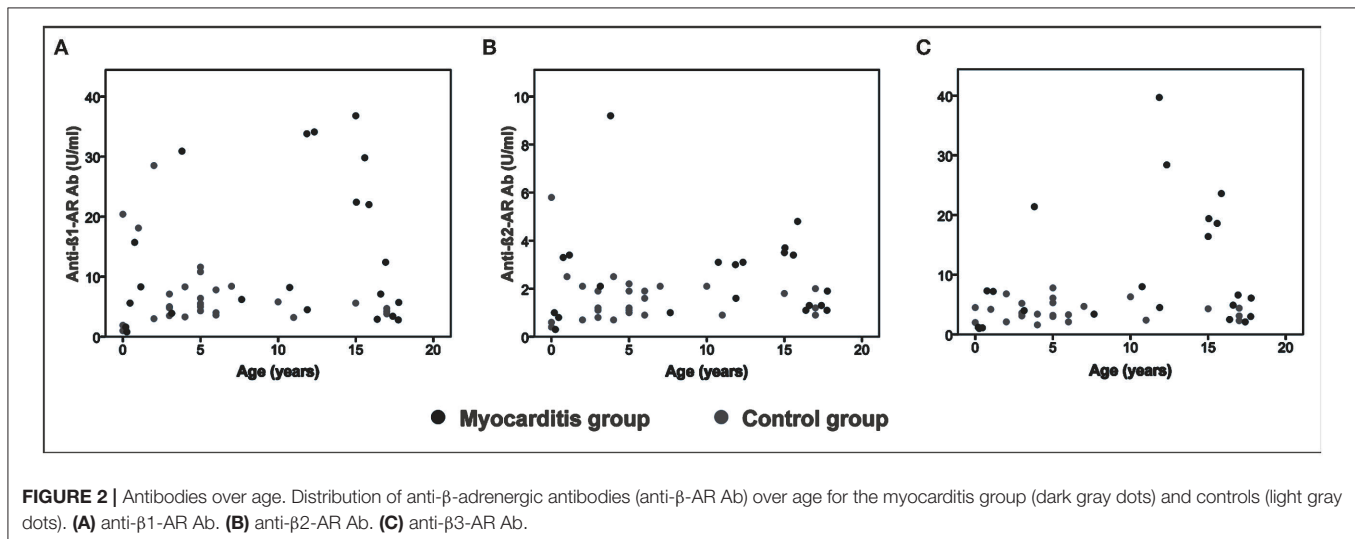 A
B
C
40
30
20
10
0
Anti-ß1-AR Ab (U/ml)
0 5 10 15 20
Age (years)
10
8
6
4
2
0
Anti-ß2-AR Ab (U/ml)
0 5 10 15 20
Age (years)
40
30
20
10
0
0 5 10 15 20
Age (years)
Myocarditis group
Control group
FIGURE 2 | Antibodies over age. Distribution of anti-β-adrenergic antibodies (anti-β-AR Ab) over age for the myocarditis group (dark gray dots) and controls (light gray
dots). (A) anti-β1-AR Ab. (B) anti-β2-AR Ab. (C) anti-β3-AR Ab.